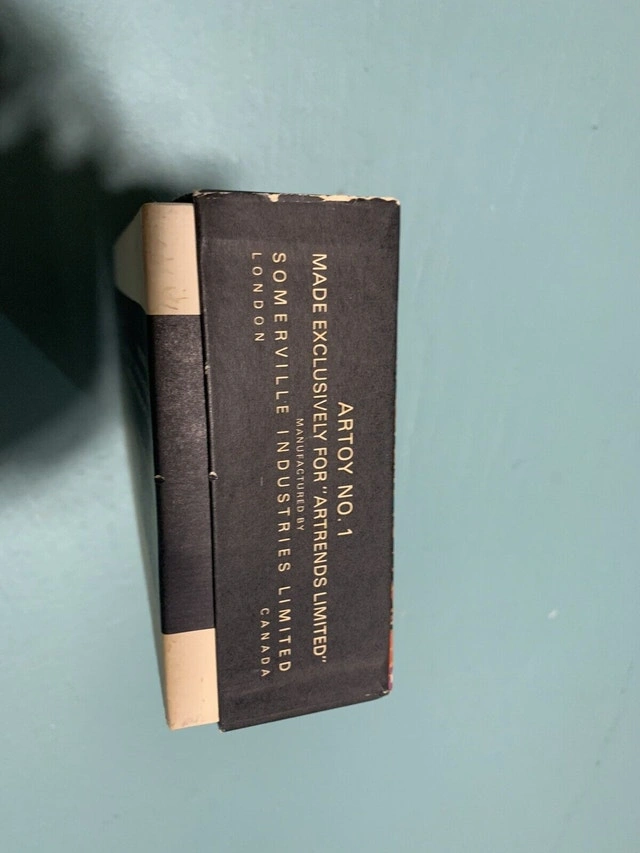 ARTOY NO. 1
MADE EXCLUSIVELY FOR "ARTRENDS LIMITED"
MANUFACTURED BY
SOMERVILLE INDUSTRIES LIMITED
LONDON CANADA